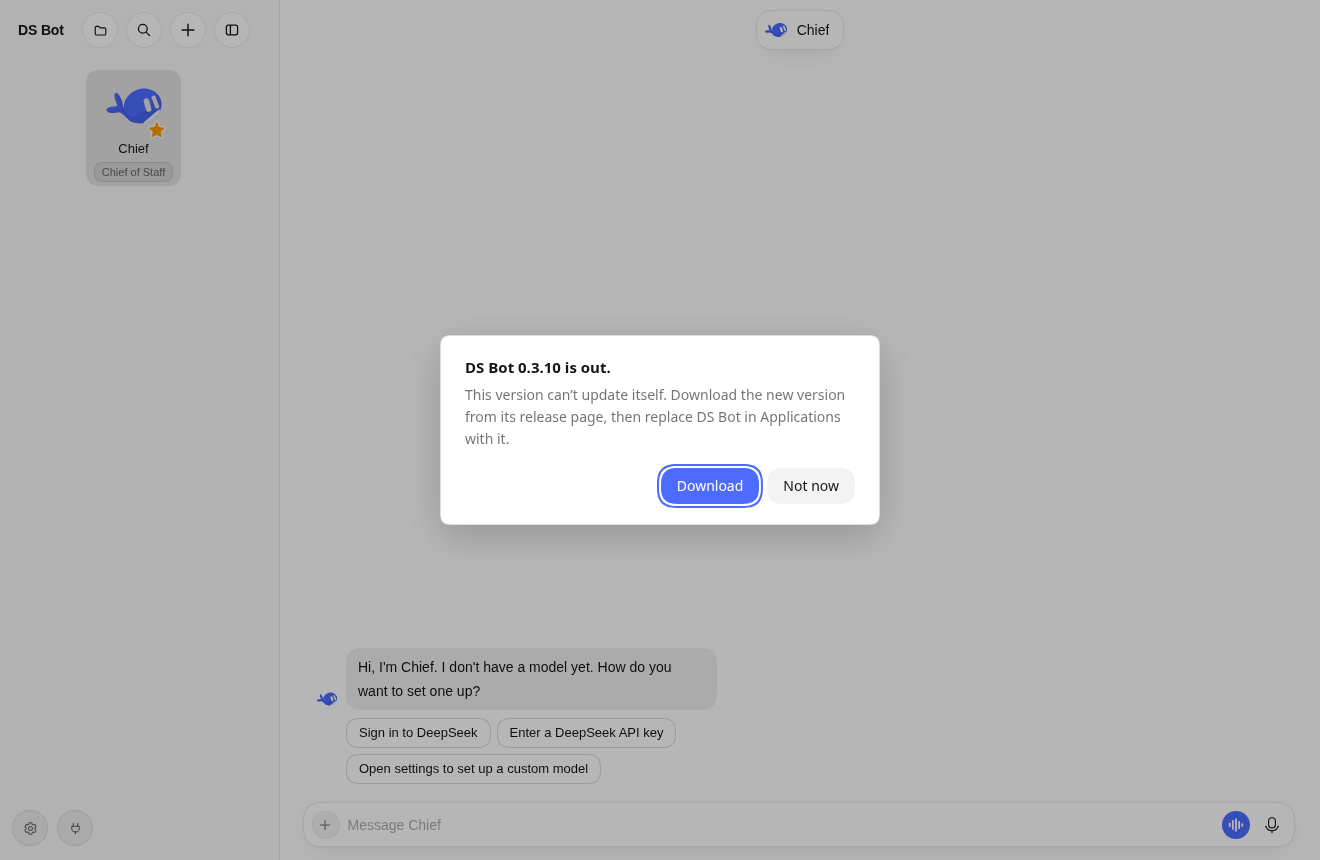 DS Bot
Chief
Chief
Chief of Staff
DS Bot 0.3.10 is out.
This version can't update itself. Download the new version
from its release page, then replace DS Bot in Applications
with it.
Download
Not now
Hi, I'm Chief. I don't have a model yet. How do you
want to set one up?
Sign in to DeepSeek
Enter a DeepSeek API key
Open settings to set up a custom model
Message Chief